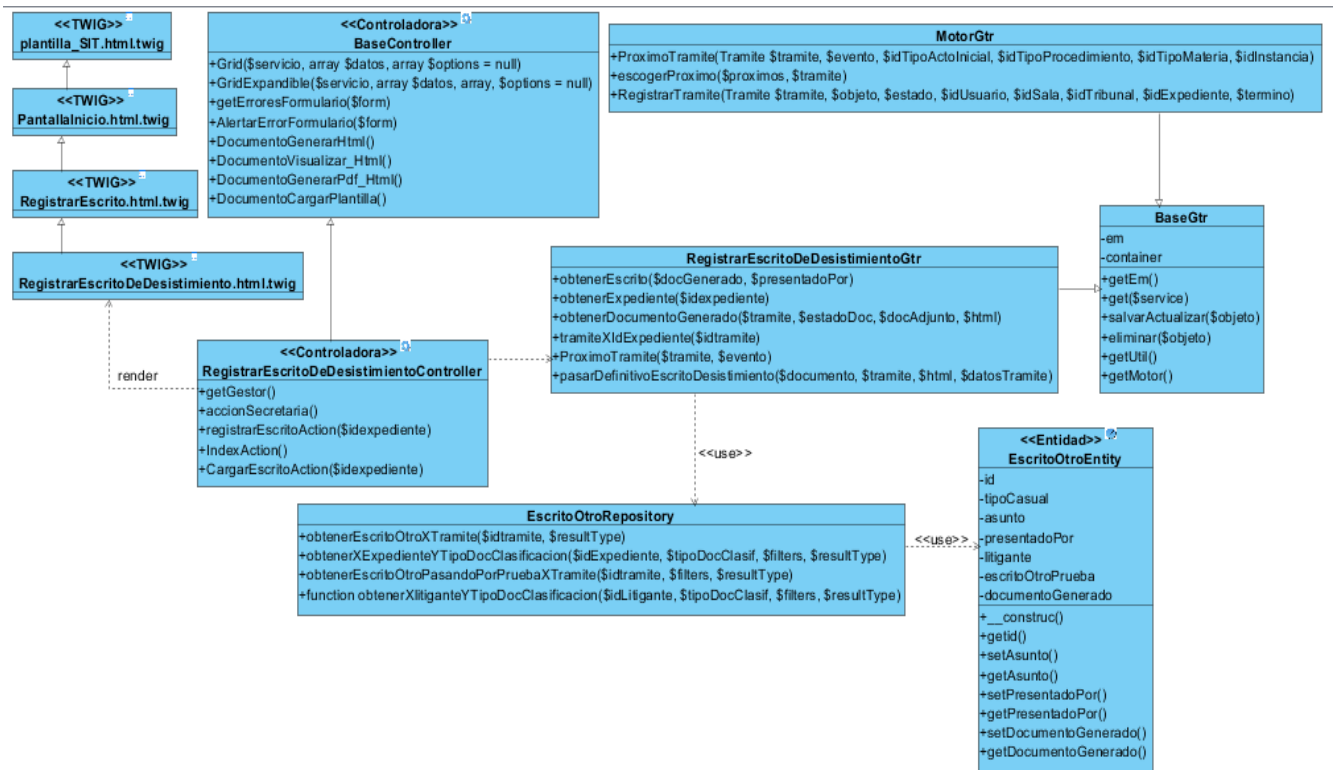 <<TWIG>>
plantilla_SIT.html.twig
<<TWIG>>
PantallaInicio.html.twig
<<TWIG>>
RegistrarEscrito.html.twig
<<TWIG>>
RegistrarEscritoDeDesistimiento.html.twig
<<Controladora>>
BaseController
+Grid($servicio, array $datos, array $options = null)
+GridExpandible($servicio, array $datos, array, $options = null)
+getErroresFormulario($form)
+AlertarErrorFormulario($form)
+DocumentoGenerarHtml()
+DocumentoVisualizar_Html()
+DocumentoGenerarPdf_Html()
+DocumentoCargarPlantilla()
MotorGtr
+ProximoTramite(Tramite $tramite, $evento, $idTipoActoInicial, $idTipoProcedimiento, $idTipoMateria, $idInstancia)
+escogerProximo($proximos, $tramite)
+RegistrarTramite(Tramite $tramite, $objeto, $estado, $idUsuario, $idSala, $idTribunal, $idExpediente, $termino)
BaseGtr
-em
-container
+getEm()
+get($service)
+salvarActualizar($objeto)
+eliminar($objeto)
+getUtil()
+getMotor()
RegistrarEscritoDeDesistimientoGtr
+obtenerEscrito($docGenerado, $presentadoPor)
+obtenerExpediente($idexpediente)
+obtenerDocumentoGenerado($tramite, $estadoDoc, $docAdjunto, $html)
+tramiteXIdExpediente($idtramite)
+ProximoTramite($tramite, $evento)
+pasarDefinitivoEscritoDesistimiento($documento, $tramite, $html, $datosTramite)
render
<<Controladora>>
RegistrarEscritoDeDesistimientoController
+getGestor()
+accionSecretaria()
+registrarEscritoAction($idexpediente)
+IndexAction()
+CargarEscritoAction($idexpediente)
<<use>>
EscritoOtroRepository
+obtenerEscritoOtroXTramite($idtramite, $resultType)
+obtenerXExpedienteYTipoDocClasificacion($idExpediente, $tipoDocClasif, $filters, $resultType)
+obtenerEscritoOtroPasandoPorPruebaXTramite($idtramite, $filters, $resultType)
+function obtenerXlitiganteYTipoDocClasificacion($idLitigante, $tipoDocClasif, $filters, $resultType)
<<use>>
<<Entidad>>
EscritoOtroEntity
-id
-tipoCasual
-asunto
-presentadoPor
-litigante
-escritoOtroPrueba
-documentoGenerado
+__construc()
+getid()
+setAsunto()
+getAsunto()
+setPresentadoPor()
+getPresentadoPor()
+setDocumentoGenerado()
+getDocumentoGenerado()